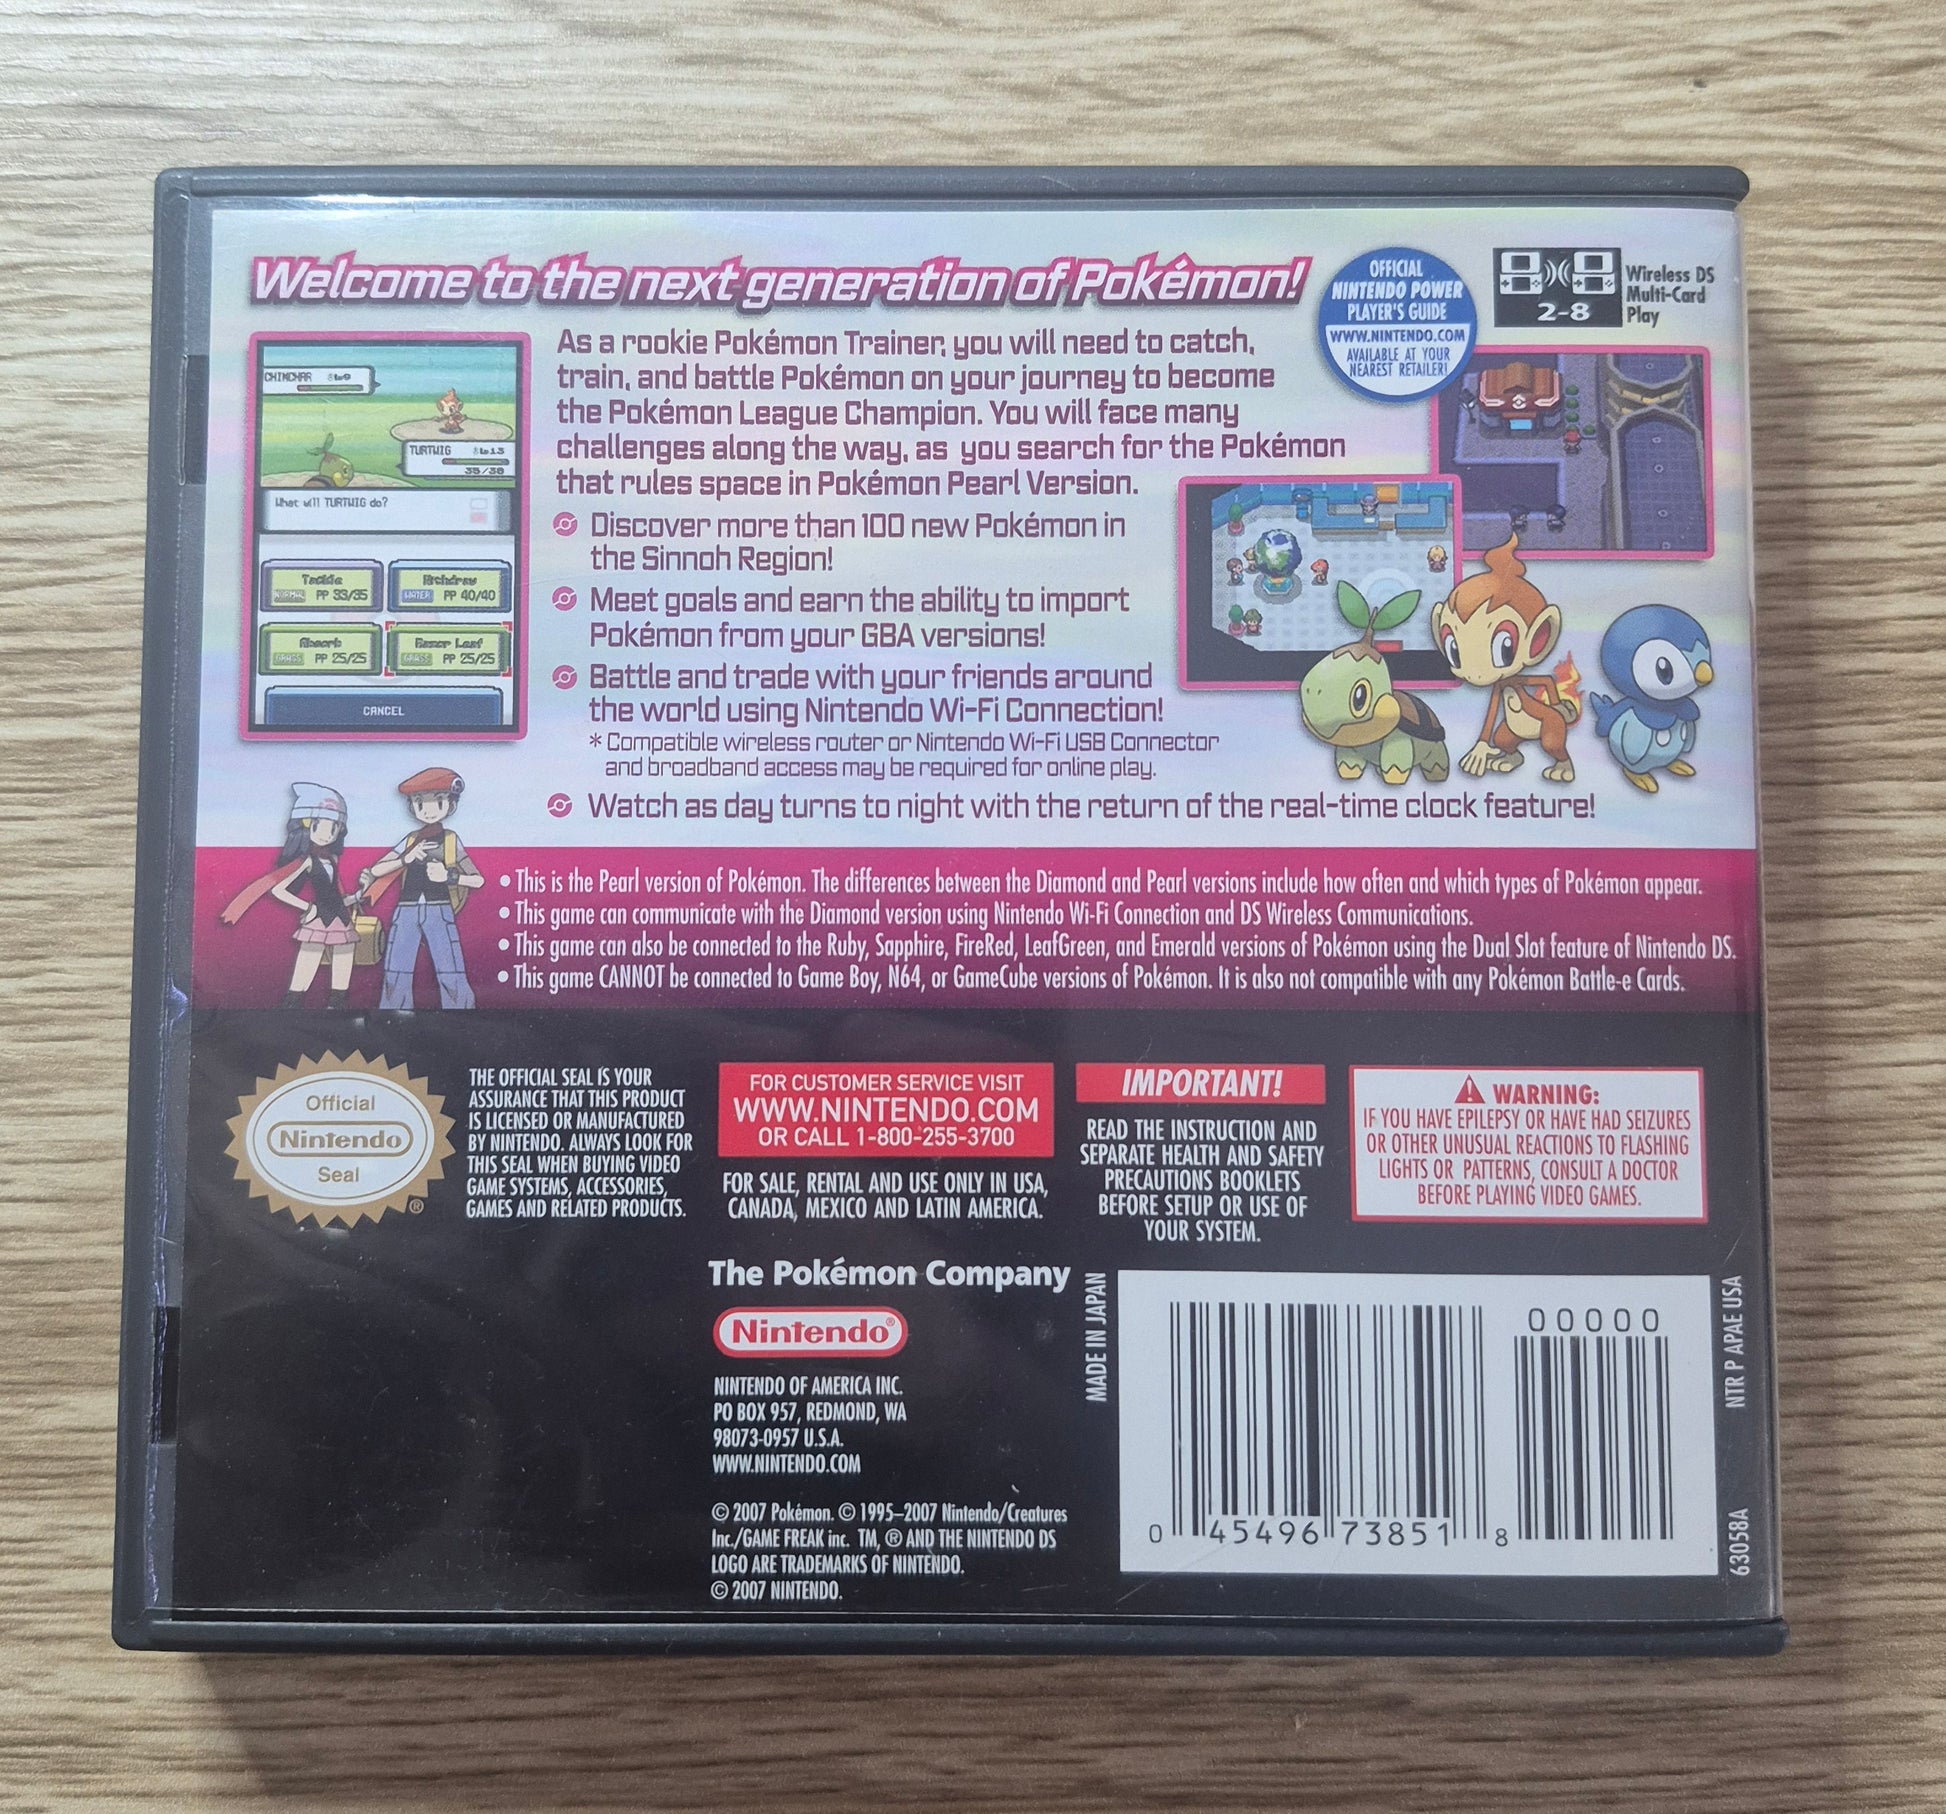 Welcome to the next generation of Pokémon!
OFFICIAL
NINTENDO POWER
PLAYER'S GUIDE
WWW.NINTENDO.COM
AVAILABLE AT YOUR
NEAREST RETAILER!
2-8
Wireless DS
Multi-Card
Play
CHIMCHAR Lv9
TURTWIG Lv13
35/38
What will TURTWIG do?
Tackle
NORMAL PP 33/35
Withdraw
WATER PP 40/40
Absorb
GRASS PP 25/25
Razor Leaf
GRASS PP 25/25
CANCEL
As a rookie Pokémon Trainer, you will need to catch,
train, and battle Pokémon on your journey to become
the Pokémon League Champion. You will face many
challenges along the way, as you search for the Pokémon
that rules space in Pokémon Pearl Version.
Discover more than 100 new Pokémon in
the Sinnoh Region!
Meet goals and earn the ability to import
Pokémon from your GBA versions!
Battle and trade with your friends around
the world using Nintendo Wi-Fi Connection!
* Compatible wireless router or Nintendo Wi-Fi USB Connector
and broadband access may be required for online play.
Watch as day turns to night with the return of the real-time clock feature!
• This is the Pearl version of Pokémon. The differences between the Diamond and Pearl versions include how often and which types of Pokémon appear.
• This game can communicate with the Diamond version using Nintendo Wi-Fi Connection and DS Wireless Communications.
• This game can also be connected to the Ruby, Sapphire, FireRed, LeafGreen, and Emerald versions of Pokémon using the Dual Slot feature of Nintendo DS.
• This game CANNOT be connected to Game Boy, N64, or GameCube versions of Pokémon. It is also not compatible with any Pokémon Battle-e Cards.
Official
Nintendo
Seal
®
THE OFFICIAL SEAL IS YOUR
ASSURANCE THAT THIS PRODUCT
IS LICENSED OR MANUFACTURED
BY NINTENDO. ALWAYS LOOK FOR
THIS SEAL WHEN BUYING VIDEO
GAME SYSTEMS, ACCESSORIES,
GAMES AND RELATED PRODUCTS.
FOR CUSTOMER SERVICE VISIT
WWW.NINTENDO.COM
OR CALL 1-800-255-3700
FOR SALE, RENTAL AND USE ONLY IN USA,
CANADA, MEXICO AND LATIN AMERICA.
IMPORTANT!
READ THE INSTRUCTION AND
SEPARATE HEALTH AND SAFETY
PRECAUTIONS BOOKLETS
BEFORE SETUP OR USE OF
YOUR SYSTEM.
WARNING:
IF YOU HAVE EPILEPSY OR HAVE HAD SEIZURES
OR OTHER UNUSUAL REACTIONS TO FLASHING
LIGHTS OR PATTERNS, CONSULT A DOCTOR
BEFORE PLAYING VIDEO GAMES.
The Pokémon Company
Nintendo®
NINTENDO OF AMERICA INC.
PO BOX 957, REDMOND, WA
98073-0957 U.S.A.
WWW.NINTENDO.COM
© 2007 Pokémon. © 1995–2007 Nintendo/Creatures
Inc./GAME FREAK inc. TM, ® AND THE NINTENDO DS
LOGO ARE TRADEMARKS OF NINTENDO.
© 2007 NINTENDO.
MADE IN JAPAN
00000
0 45496 73851 8
NTR P APAE USA
63058A